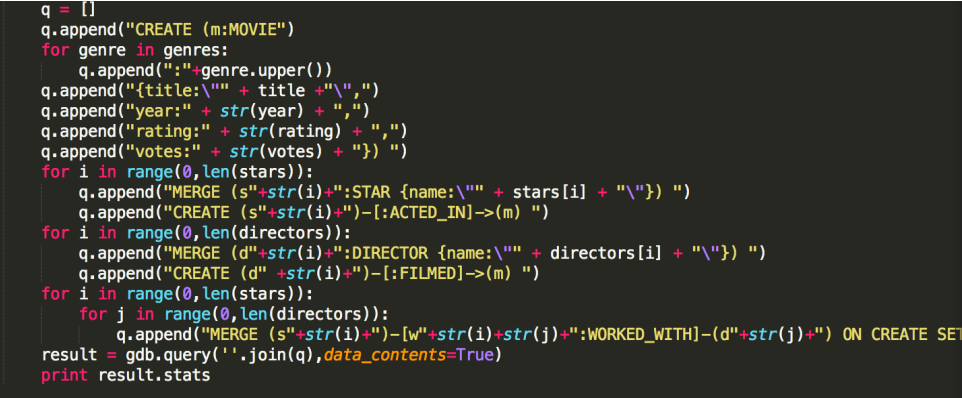 q = []
q.append("CREATE (m:MOVIE")
for genre in genres:
q.append(":"+genre.upper())
q.append("{title:\"" + title +"\",")
q.append("year:" + str(year) + ",")
q.append("rating:" + str(rating) + ",")
q.append("votes:" + str(votes) + "}) ")
for i in range(0,len(stars)):
q.append("MERGE (s"+str(i)+":STAR {name:\"" + stars[i] + "\"}) ")
q.append("CREATE (s"+str(i)+")-[:ACTED_IN]->(m) ")
for i in range(0,len(directors)):
q.append("MERGE (d"+str(i)+":DIRECTOR {name:\"" + directors[i] + "\"}) ")
q.append("CREATE (d" +str(i)+")-[:FILMED]->(m) ")
for i in range(0,len(stars)):
for j in range(0,len(directors)):
q.append("MERGE (s"+str(i)+")-[w"+str(i)+str(j)+":WORKED_WITH]-(d"+str(j)+") ON CREATE SET
result = gdb.query(''.join(q),data_contents=True)
print result.stats